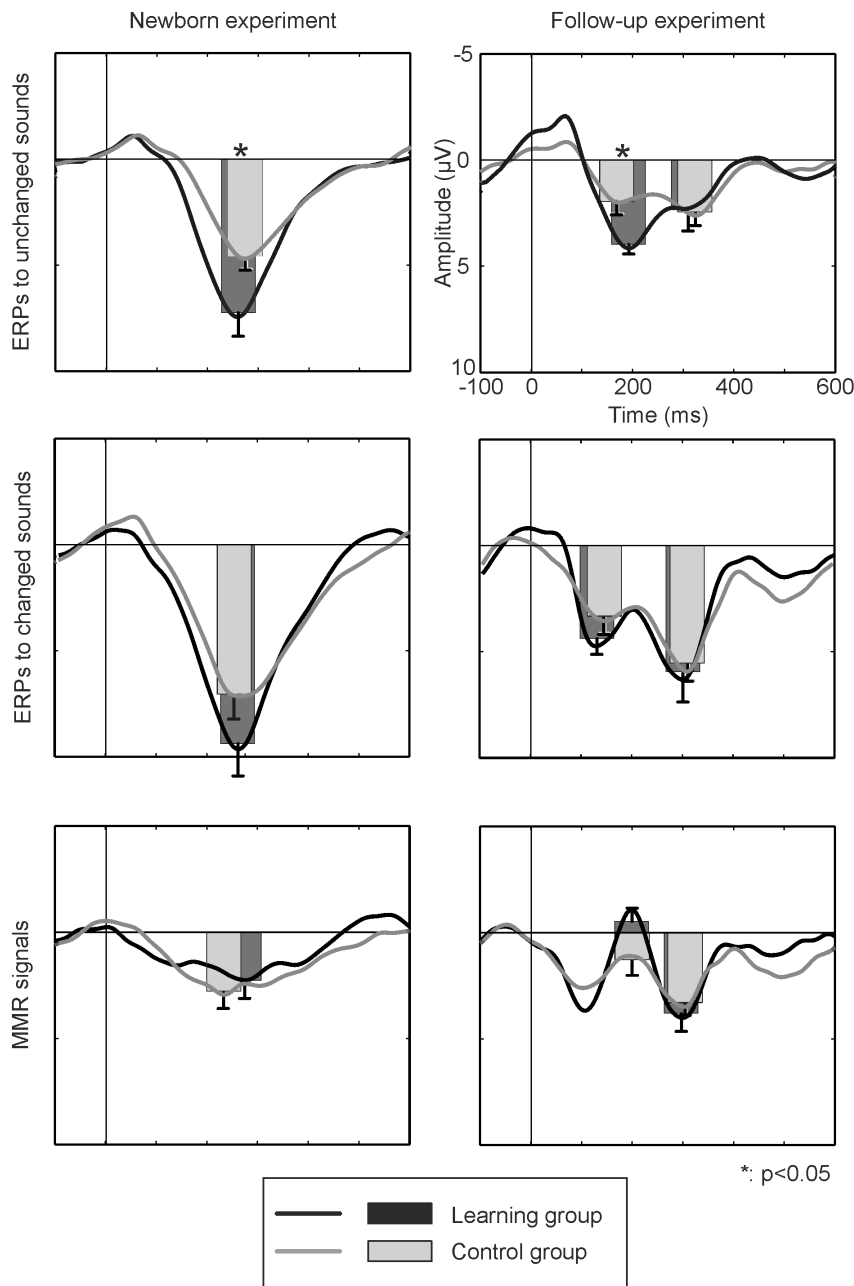 Newborn experiment
Follow-up experiment
ERPs to unchanged sounds
*
Amplitude (µV)
-5
0
5
10
*
-100 0 200 400 600
Time (ms)
ERPs to changed sounds
MMR signals
*: p<0.05
Learning group
Control group